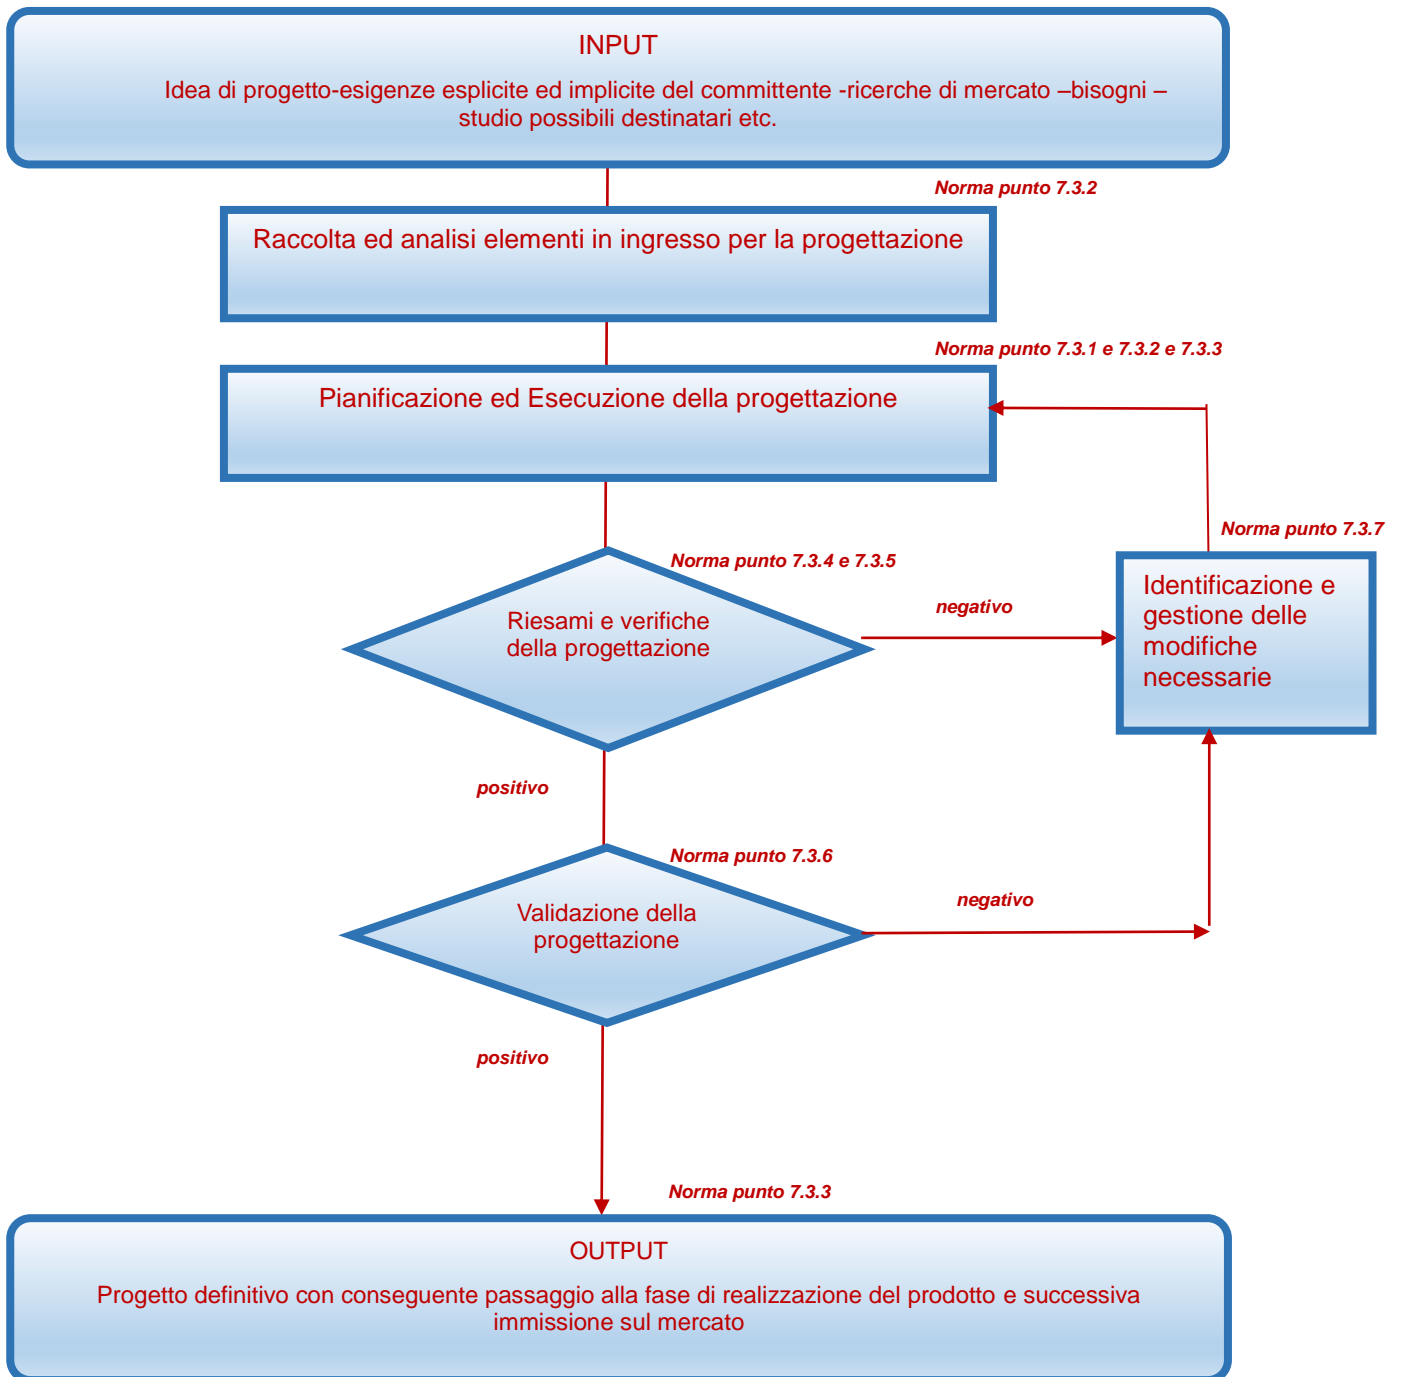 INPUT
Idea di progetto-esigenze esplicite ed implicite del committente -ricerche di mercato –bisogni –
studio possibili destinatari etc.
Norma punto 7.3.2
Raccolta ed analisi elementi in ingresso per la progettazione
Norma punto 7.3.1 e 7.3.2 e 7.3.3
Pianificazione ed Esecuzione della progettazione
Norma punto 7.3.7
Norma punto 7.3.4 e 7.3.5
Riesami e verifiche
della progettazione
negativo
Identificazione e
gestione delle
modifiche
necessarie
positivo
Norma punto 7.3.6
Validazione della
progettazione
negativo
positivo
Norma punto 7.3.3
OUTPUT
Progetto definitivo con conseguente passaggio alla fase di realizzazione del prodotto e successiva
immissione sul mercato